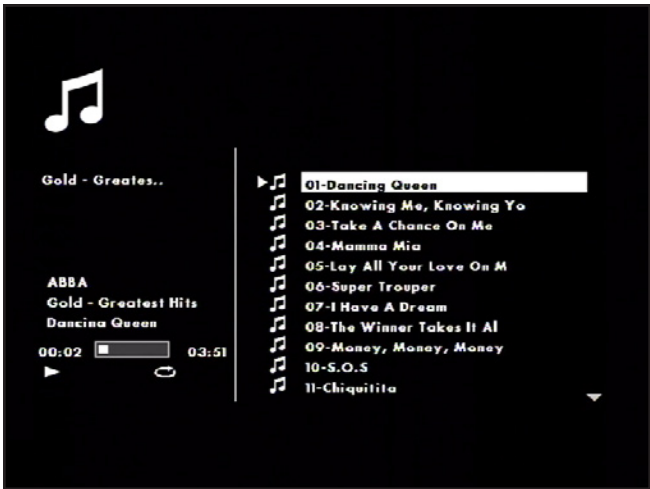 Gold - Greates..
ABBA
Gold - Greatest Hits
Dancing Queen
00:02 03:51
01-Dancing Queen
02-Knowing Me, Knowing Yo
03-Take A Chance On Me
04-Mamma Mia
05-Lay All Your Love On M
06-Super Trouper
07-I Have A Dream
08-The Winner Takes It Al
09-Money, Money, Money
10-S.O.S
11-Chiquitita